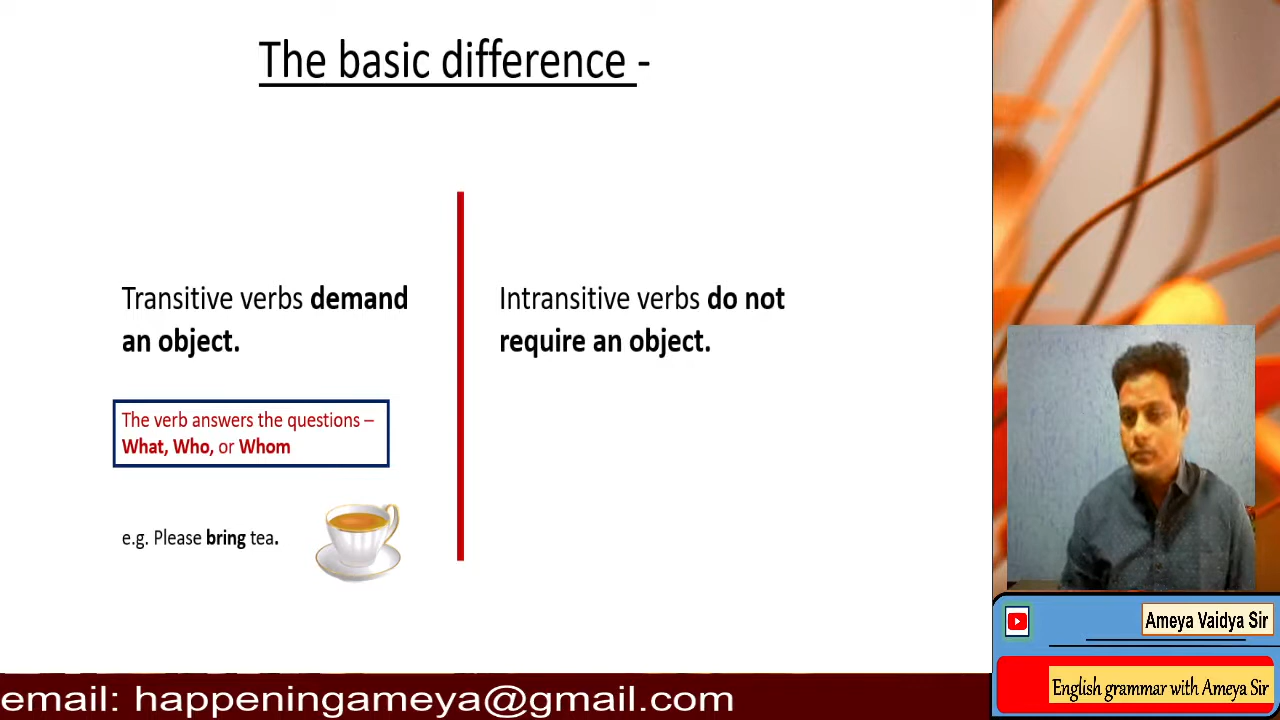 The basic difference -
Transitive verbs demand
an object.
The verb answers the questions –
What, Who, or Whom
e.g. Please bring tea.
Intransitive verbs do not
require an object.
Ameya Vaidya Sir
English grammar with Ameya Sir
email: happeningameya@gmail.com